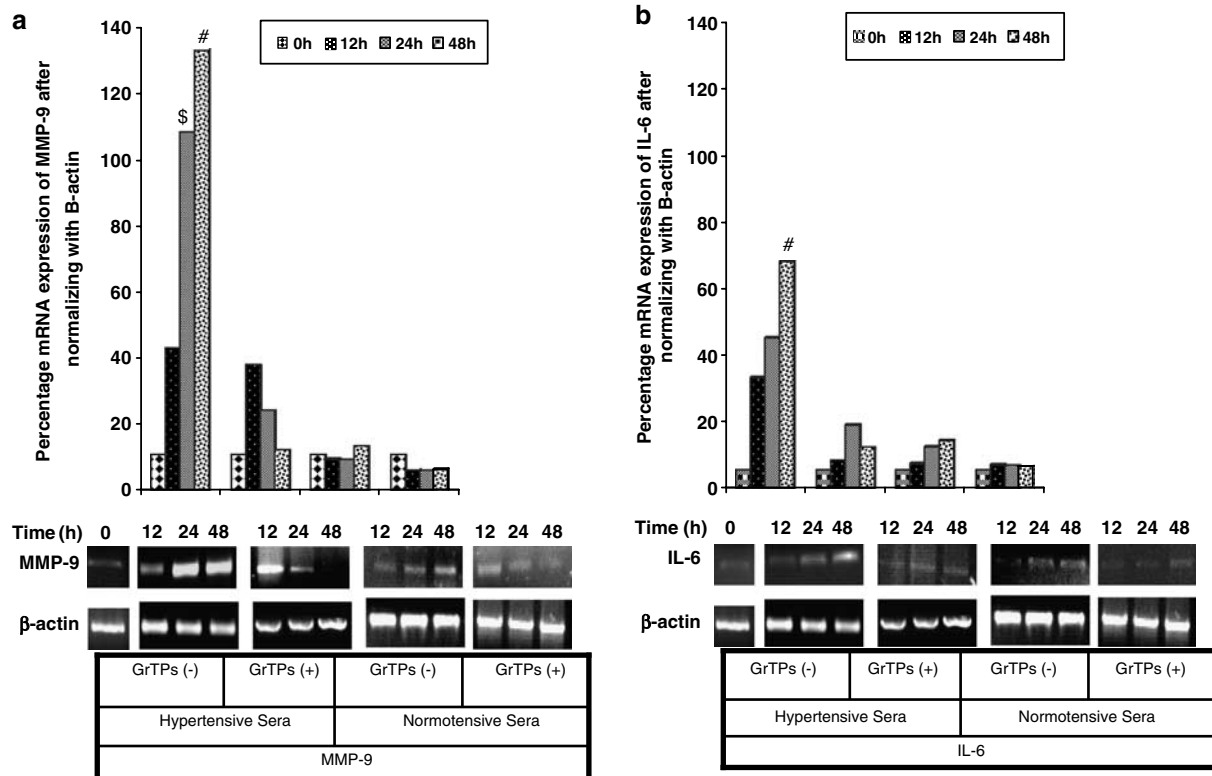 a
Percentage mRNA expression of MMP-9 after
normalizing with B-actin
140
120
100
80
60
40
20
0
0h 12h 24h 48h
$
#
Time (h) 0 12 24 48 12 24 48 12 24 48 12 24 48
MMP-9
β-actin
GrTPs (-) GrTPs (+) GrTPs (-) GrTPs (+)
Hypertensive Sera Normotensive Sera
MMP-9
b
Percentage mRNA expression of IL-6 after
normalizing with B-actin
140
120
100
80
60
40
20
0
0h 12h 24h 48h
#
Time (h) 0 12 24 48 12 24 48 12 24 48 12 24 48
IL-6
β-actin
GrTPs (-) GrTPs (+) GrTPs (-) GrTPs (+)
Hypertensive Sera Normotensive Sera
IL-6